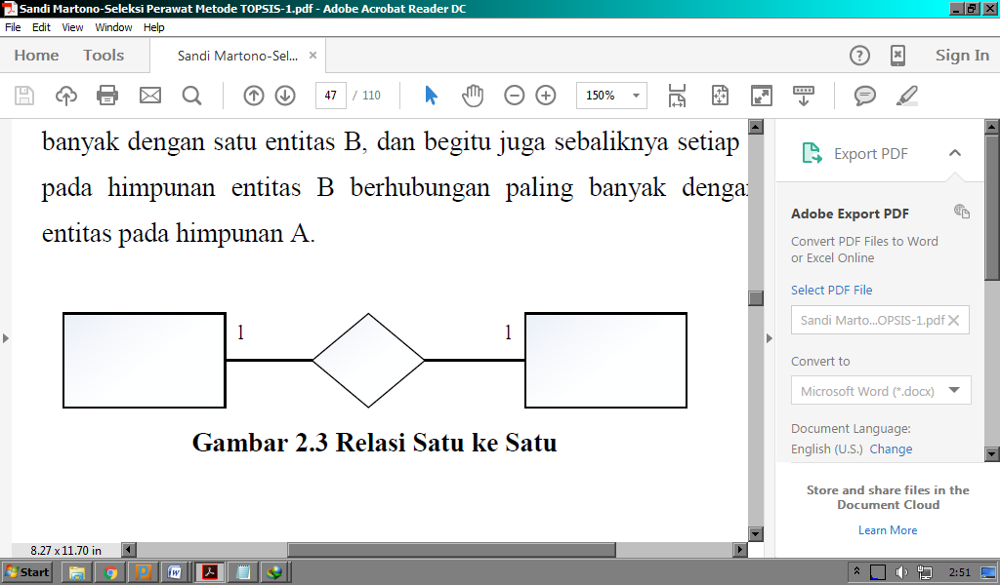 Sandi Martono-Seleksi Perawat Metode TOPSIS-1.pdf - Adobe Acrobat Reader DC
File Edit View Window Help
Home Tools Sandi Martono-Sel... × Sign In
47 / 110 150%
banyak dengan satu entitas B, dan begitu juga sebaliknya setiap
pada himpunan entitas B berhubungan paling banyak
entitas pada himpunan A.
1 1
Gambar 2.3 Relasi Satu ke Satu
8.27 x 11.70 in
Export PDF
Adobe Export PDF
Convert PDF Files to Word
or Excel Online
Select PDF File
Sandi Marto...OPSIS-1.pdf
Convert to
Microsoft Word (*.docx)
Document Language:
English (U.S.) Change
Store and share files in the
Document Cloud
Learn More
Start 2:51